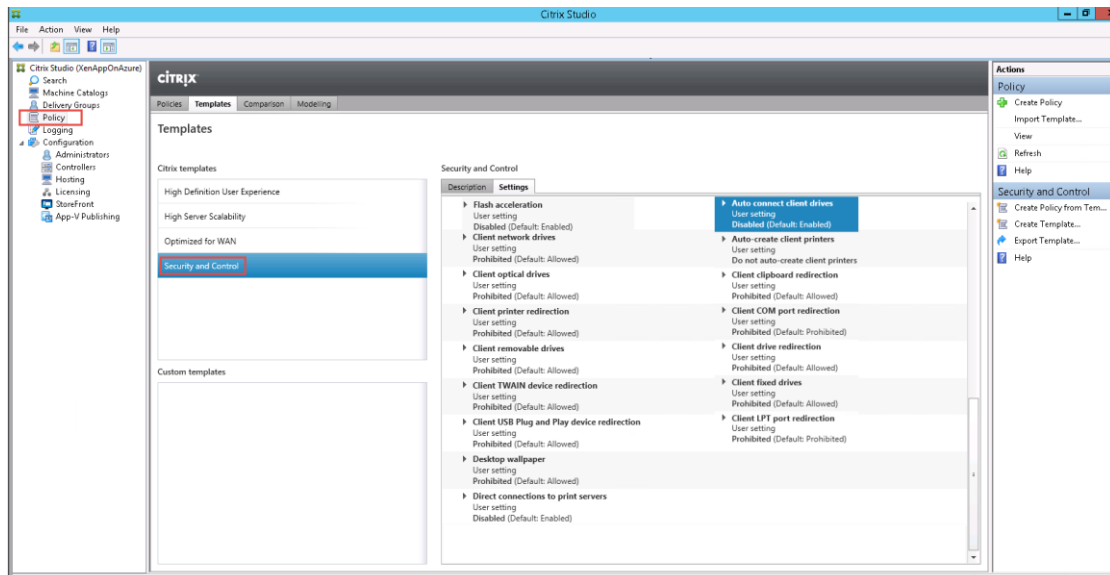 Citrix Studio
File Action View Help
Citrix Studio (XenAppOnAzure)
Search
Machine Catalogs
Delivery Groups
Policy
Logging
Configuration
Administrators
Controllers
Hosting
Licensing
StoreFront
App-V Publishing
CITRIX
Policies Templates Comparison Modeling
Templates
Citrix templates
High Definition User Experience
High Server Scalability
Optimized for WAN
Security and Control
Custom templates
Security and Control
Description Settings
Flash acceleration
User setting
Disabled (Default: Enabled)
Client network drives
User setting
Prohibited (Default: Allowed)
Client optical drives
User setting
Prohibited (Default: Allowed)
Client printer redirection
User setting
Prohibited (Default: Allowed)
Client removable drives
User setting
Prohibited (Default: Allowed)
Client TWAIN device redirection
User setting
Prohibited (Default: Allowed)
Client USB Plug and Play device redirection
User setting
Prohibited (Default: Allowed)
Desktop wallpaper
User setting
Prohibited (Default: Allowed)
Direct connections to print servers
User setting
Disabled (Default: Enabled)
Auto connect client drives
User setting
Disabled (Default: Enabled)
Auto-create client printers
User setting
Do not auto-create client printers
Client clipboard redirection
User setting
Prohibited (Default: Allowed)
Client COM port redirection
User setting
Prohibited (Default: Prohibited)
Client drive redirection
User setting
Prohibited (Default: Allowed)
Client fixed drives
User setting
Prohibited (Default: Allowed)
Client LPT port redirection
User setting
Prohibited (Default: Prohibited)
Actions
Policy
Create Policy
Import Template...
View
Refresh
Help
Security and Control
Create Policy from Tem...
Create Template...
Export Template...
Help